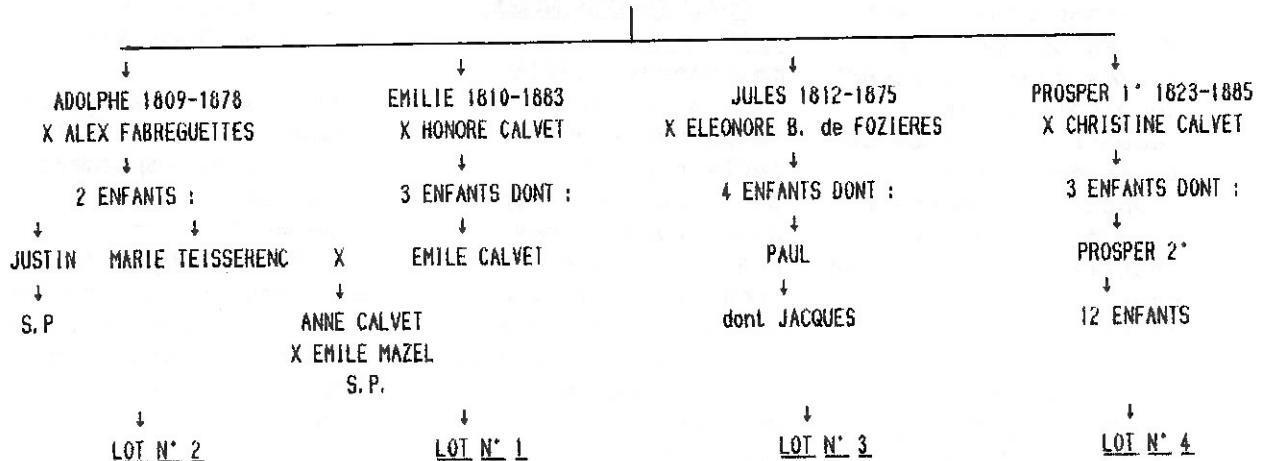 ADOLPHE 1809-1878 EMILIE 1810-1883 JULES 1812-1875 PROSPER 1° 1823-1885
X ALEX FABREGUETTES X HONORE CALVET X ELEONORE B. de FOZIERES X CHRISTINE CALVET
2 ENFANTS : 3 ENFANTS DONT : 4 ENFANTS DONT : 3 ENFANTS DONT :
JUSTIN MARIE TEISSERENC X EMILE CALVET PAUL PROSPER 2°
S.P ANNE CALVET dont JACQUES 12 ENFANTS
X EMILE MAZEL
S.P.
LOT N° 2 LOT N° 1 LOT N° 3 LOT N° 4